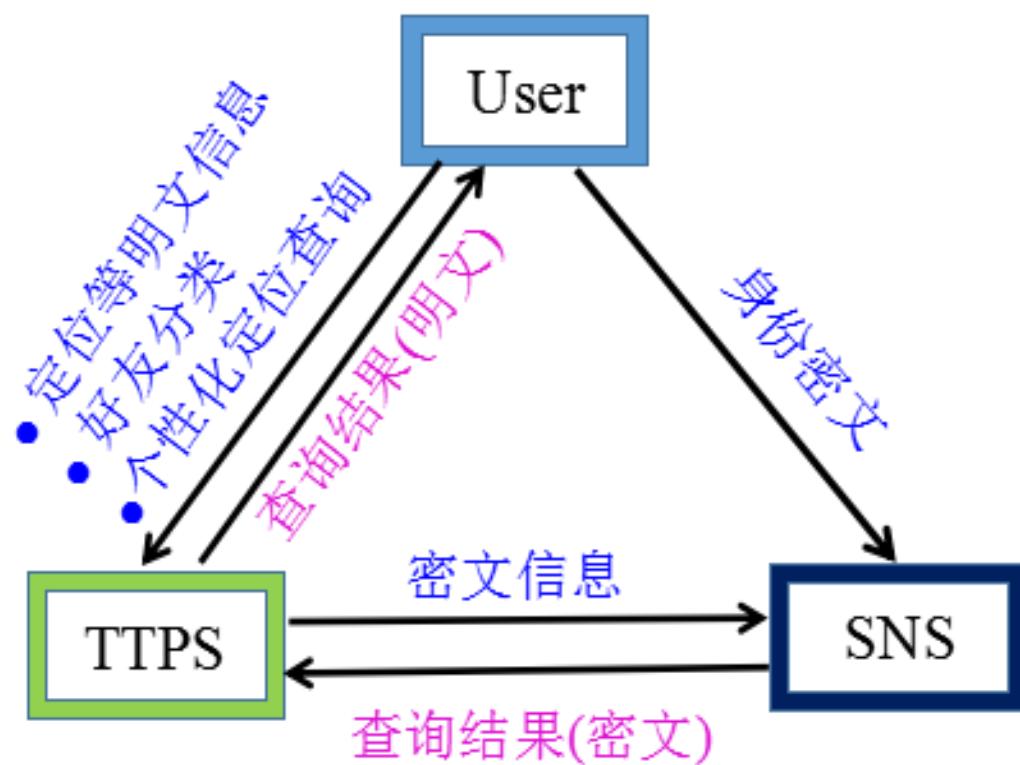 User
定位等明文信息
好友分类
个性化定位查询
查询结果(明文)
身份密文
密文信息
TTPS
SNS
查询结果(密文)